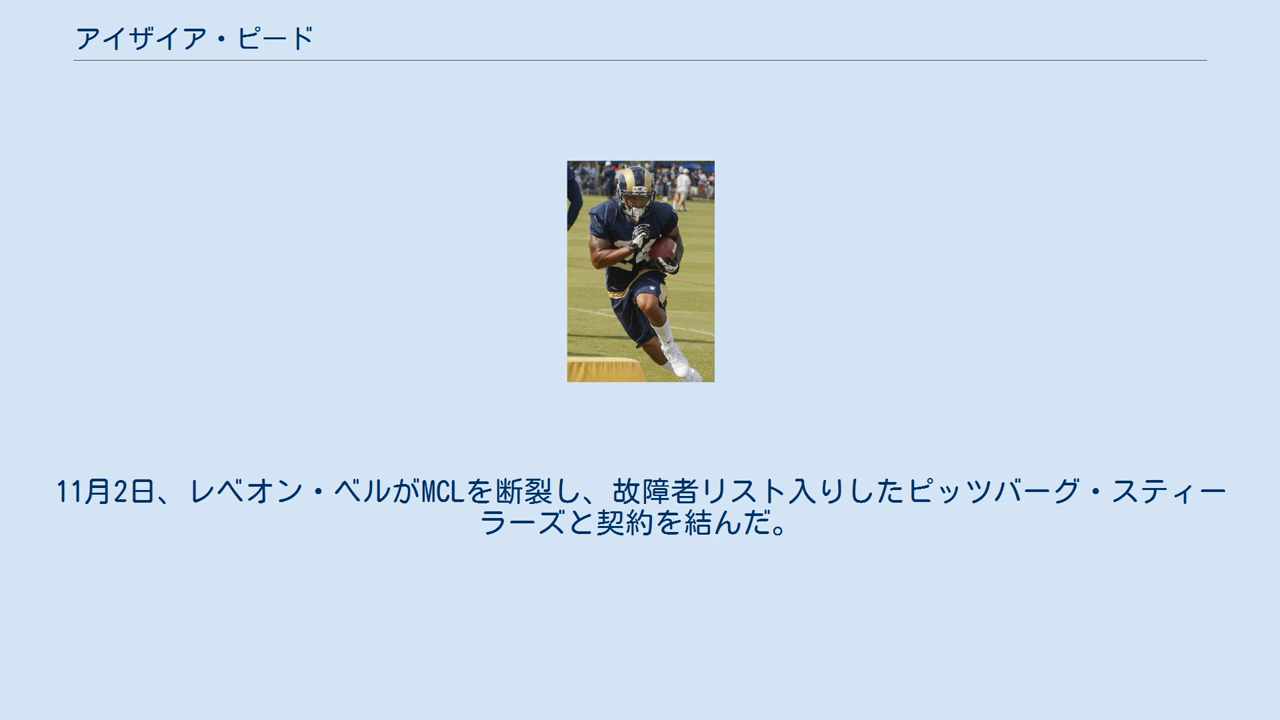 アイザイア・ピード
24
11月2日、レベオン・ベルがMCLを断裂し、故障者リスト入りしたピッツバーグ・スティー
ラーズと契約を結んだ。